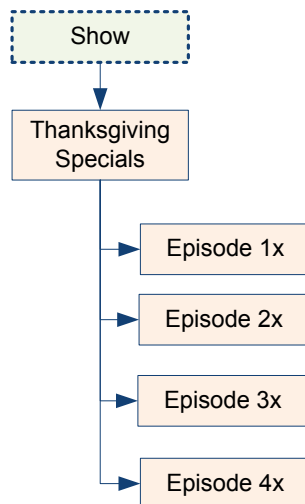 Show
Thanksgiving
Specials
Episode 1x
Episode 2x
Episode 3x
Episode 4x